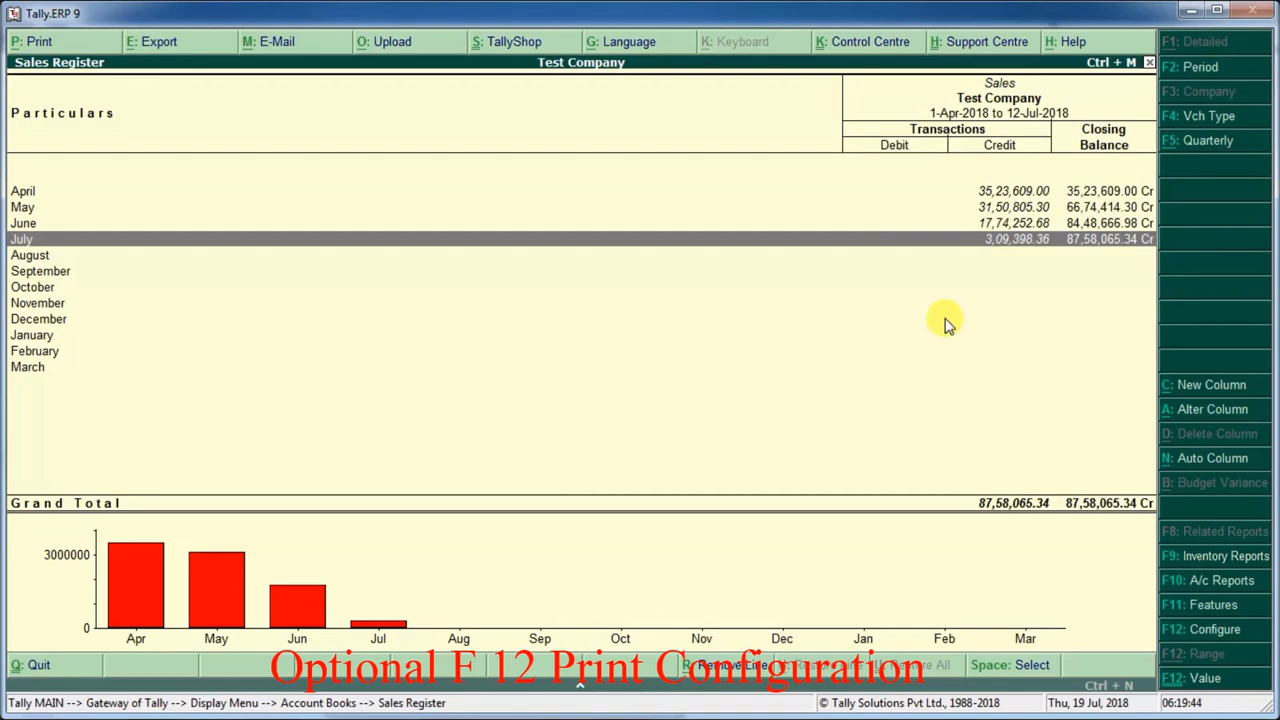 Tally.ERP 9
P: Print E: Export M: E-Mail O: Upload S: TallyShop G: Language K: Keyboard K: Control Centre H: Support Centre H: Help
Sales Register Test Company Ctrl + M
Particulars
Sales
Test Company
1-Apr-2018 to 12-Jul-2018
Transactions Closing
Debit Credit Balance
April 35,23,609.00 35,23,609.00 Cr
May 31,50,805.30 66,74,414.30 Cr
June 17,74,252.68 84,48,666.98 Cr
July 3,09,398.36 87,58,065.34 Cr
August
September
October
November
December
January
February
March
Grand Total 87,58,065.34 87,58,065.34 Cr
3000000
0
Apr May Jun Jul Aug Sep Oct Nov Dec Jan Feb Mar
F1: Detailed
F2: Period
F3: Company
F4: Vch Type
F5: Quarterly
C: New Column
A: Alter Column
D: Delete Column
N: Auto Column
B: Budget Variance
F8: Related Reports
F9: Inventory Reports
F10: A/c Reports
F11: Features
F12: Configure
F12: Range
F12: Value
Q: Quit R: Remove Line U: All Space: Select
Optional F 12 Print Configuration
Ctrl + N
Tally MAIN --> Gateway of Tally --> Display Menu --> Account Books --> Sales Register © Tally Solutions Pvt Ltd., 1988-2018 Thu, 19 Jul, 2018 06:19:44